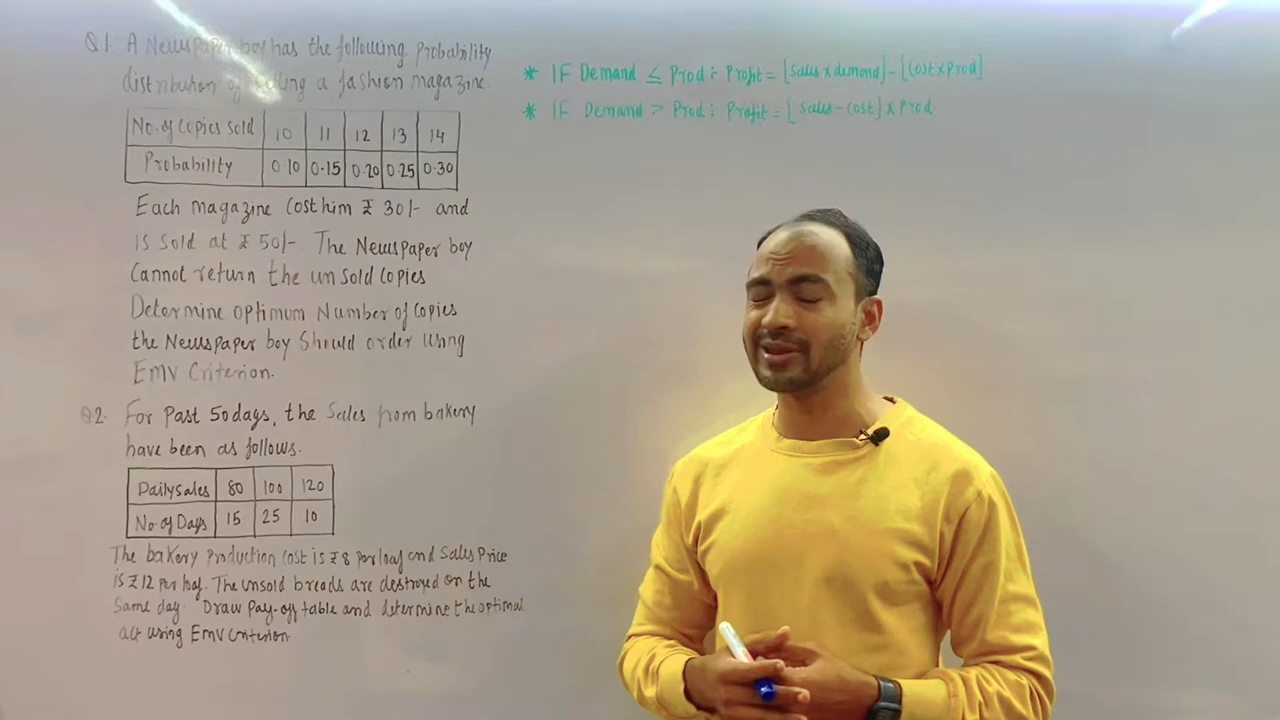 Q1. A Newspaper boy has the following probability
distribution of selling a fashion magazine.
No. of Copies Sold 10 11 12 13 14
Probability 0.10 0.15 0.20 0.25 0.30
Each magazine Cost him ₹ 30/- and
is sold at ₹ 50/-. The Newspaper boy
Cannot return the unsold copies
Determine optimum Number of copies
the Newspaper boy Should order using
EMV Criterion.
Q2. For Past 50 days, the Sales from bakery
have been as follows.
Daily sales 80 100 120
No. of Days 15 25 10
The bakery Production cost is ₹ 8 per loaf and Sales Price
is ₹ 12 per loaf. The unsold breads are destroyed on the
Same day. Draw Pay-off table and determine the optimal
act using EMV Criterion
* IF Demand ≤ Prod : Profit = [Sales x demand] - [Cost x Prod]
* IF Demand > Prod : Profit = [Sales - Cost] x Prod.